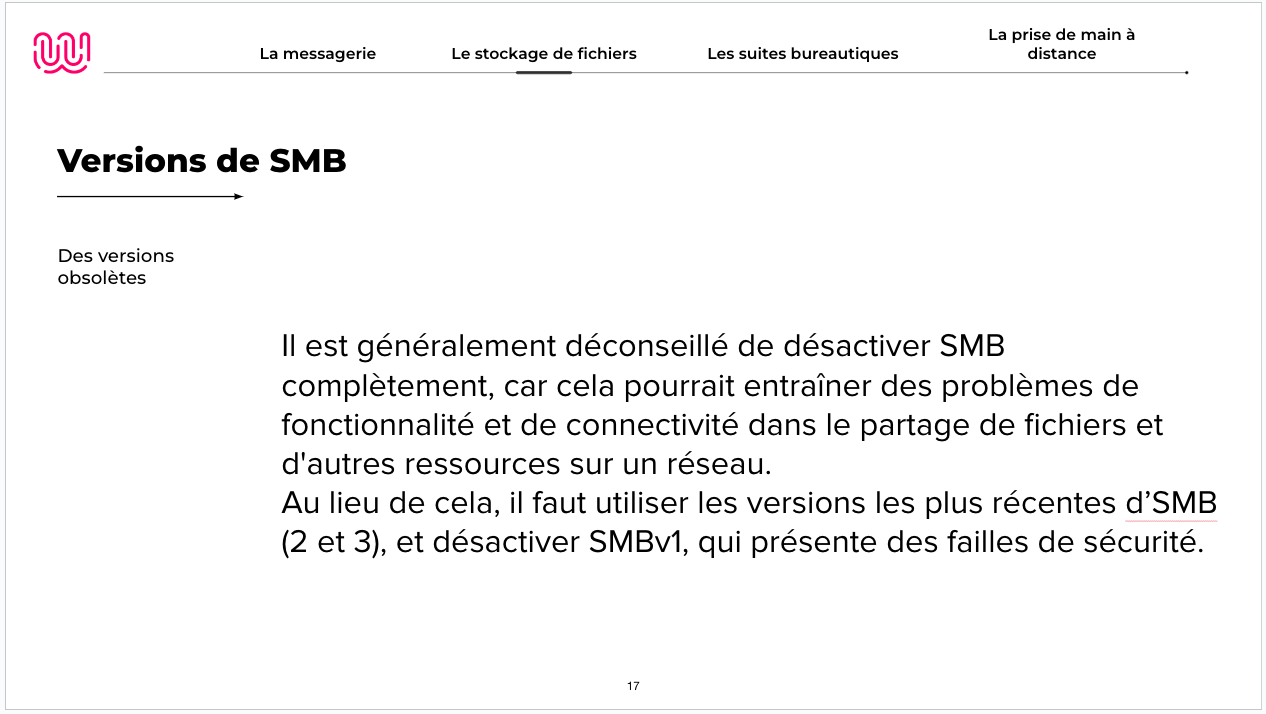 La messagerie
Le stockage de fichiers
Les suites bureautiques
La prise de main à
distance
Versions de SMB
Des versions
obsolètes
Il est généralement déconseillé de désactiver SMB
complètement, car cela pourrait entraîner des problèmes de
fonctionnalité et de connectivité dans le partage de fichiers et
d'autres ressources sur un réseau.
Au lieu de cela, il faut utiliser les versions les plus récentes d’SMB
(2 et 3), et désactiver SMBv1, qui présente des failles de sécurité.
17